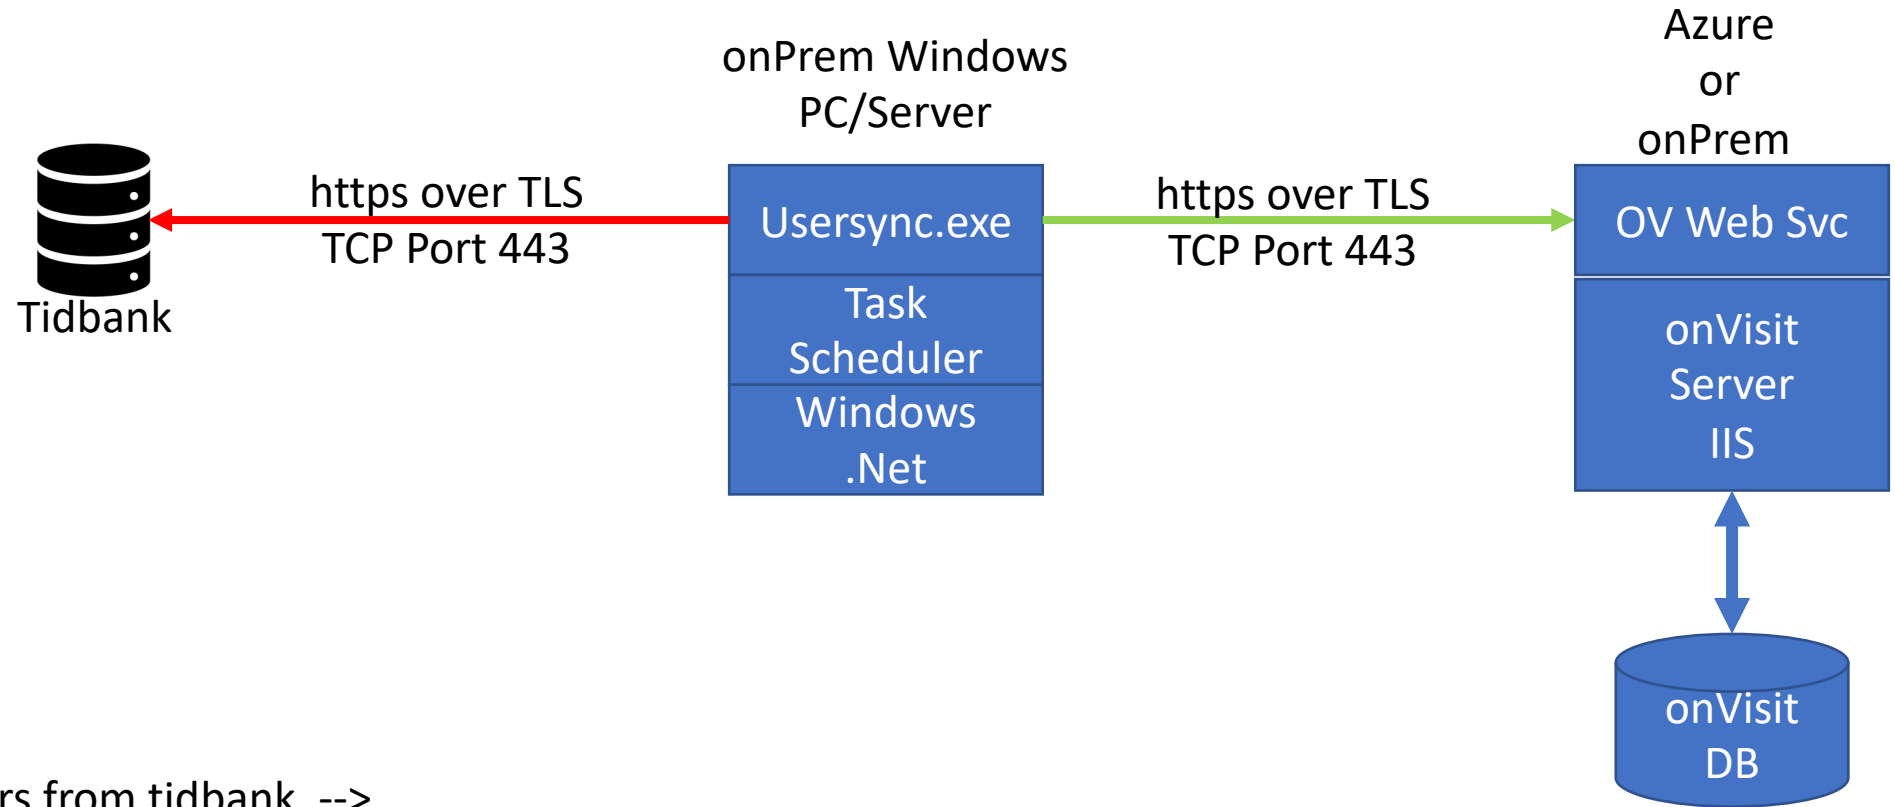 Azure
or
onPrem
onPrem Windows
PC/Server
https over TLS
TCP Port 443
Usersync.exe
https over TLS
TCP Port 443
OV Web Svc
Tidbank
Task
Scheduler
Windows
.Net
onVisit
Server
IIS
onVisit
DB
from tidbank -->